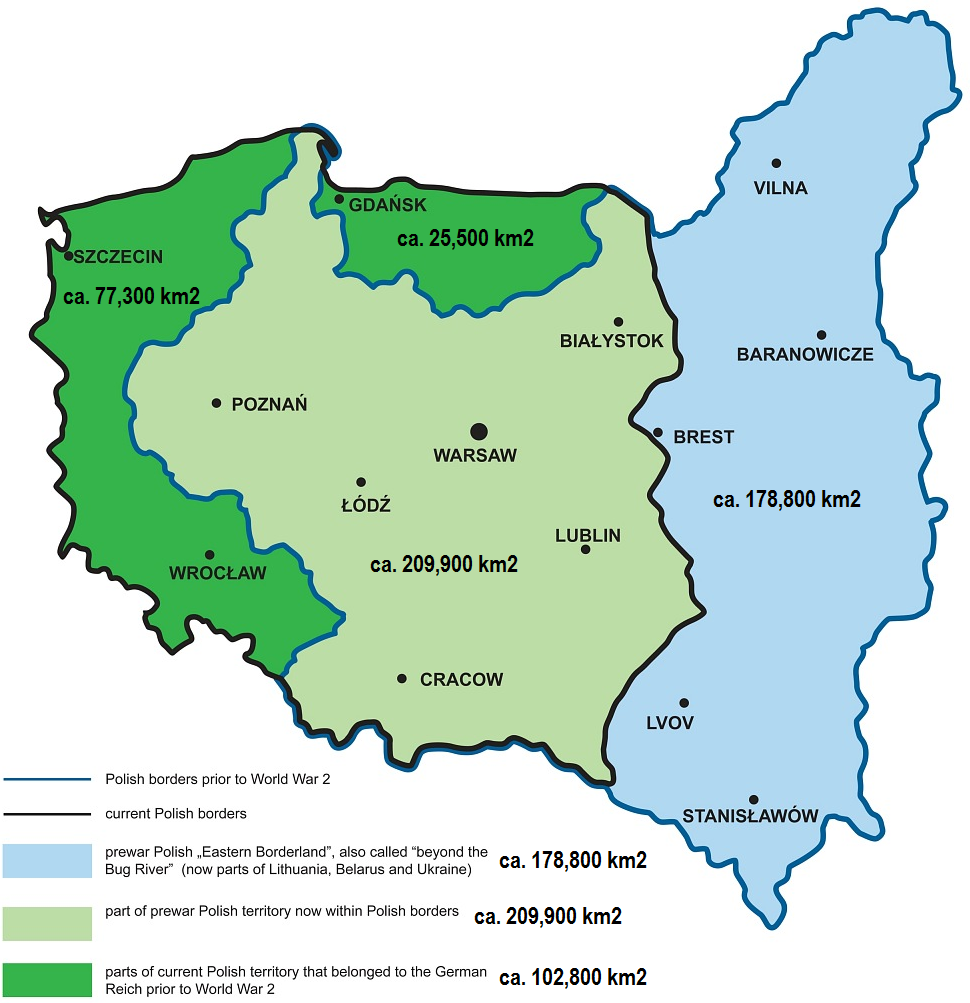 VILNA
GDAŃSK
ca. 25,500 km2
SZCZECIN
ca. 77,300 km2
BIAŁYSTOK
BARANOWICZE
POZNAŃ
BREST
WARSAW
ŁÓDŹ
ca. 178,800 km2
LUBLIN
ca. 209,900 km2
WROCŁAW
CRACOW
LVOV
STANISŁAWÓW
Polish borders prior to World War 2
current Polish borders
prewar Polish „Eastern Borderland”, also called “beyond the
Bug River” (now parts of Lithuania, Belarus and Ukraine)
ca. 178,800 km2
part of prewar Polish territory now within Polish borders
ca. 209,900 km2
parts of current Polish territory that belonged to the German
Reich prior to World War 2
ca. 102,800 km2